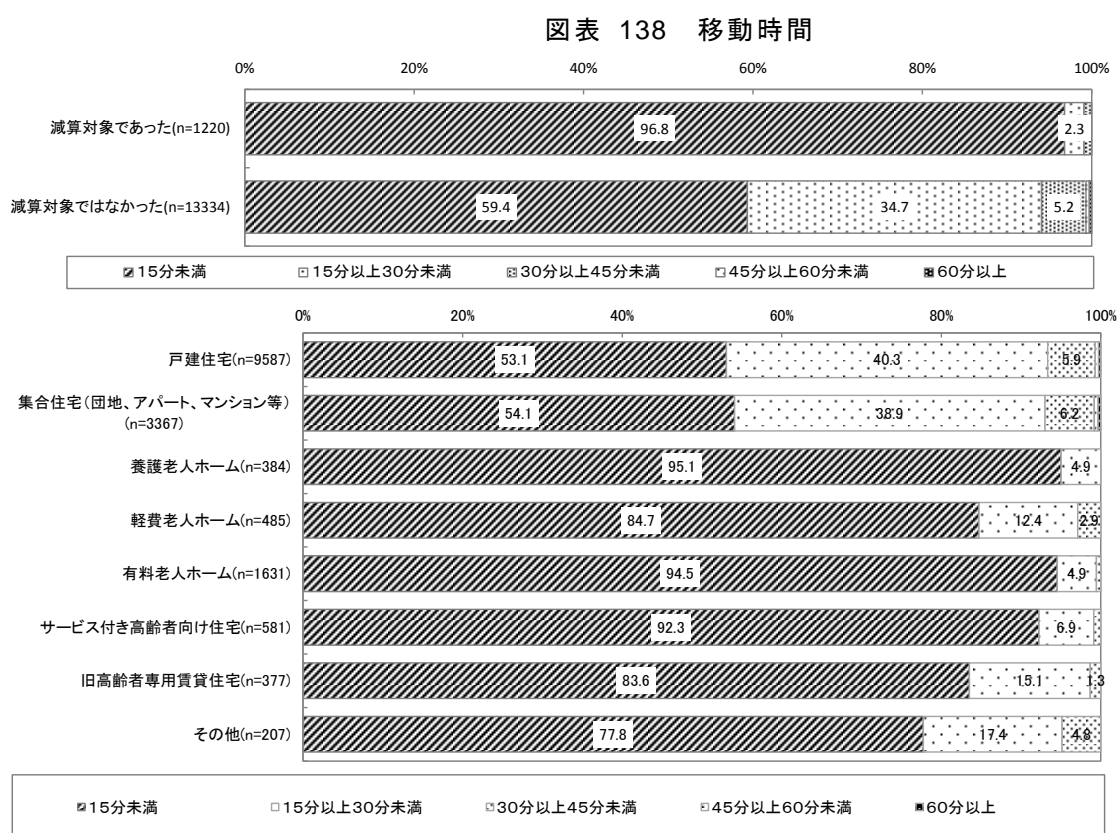 図表 138 移動時間
0% 20% 40% 60% 80% 100%
減算対象であった(n=1220) 96.8 2.3
減算対象ではなかった(n=13334) 59.4 34.7 5.2
15分未満 15分以上30分未満 30分以上45分未満 45分以上60分未満 60分以上
0% 20% 40% 60% 80% 100%
戸建住宅(n=9587) 53.1 40.3 5.9
集合住宅(団地、アパート、マンション等)
(n=3367) 54.1 38.9 6.2
養護老人ホーム(n=384) 95.1 4.9
軽費老人ホーム(n=485) 84.7 12.4 2.9
有料老人ホーム(n=1631) 94.5 4.9
サービス付き高齢者向け住宅(n=581) 92.3 6.9
旧高齢者専用賃貸住宅(n=377) 83.6 15.1 1.3
その他(n=207) 77.8 17.4 4.8
15分未満 15分以上30分未満 30分以上45分未満 45分以上60分未満 60分以上